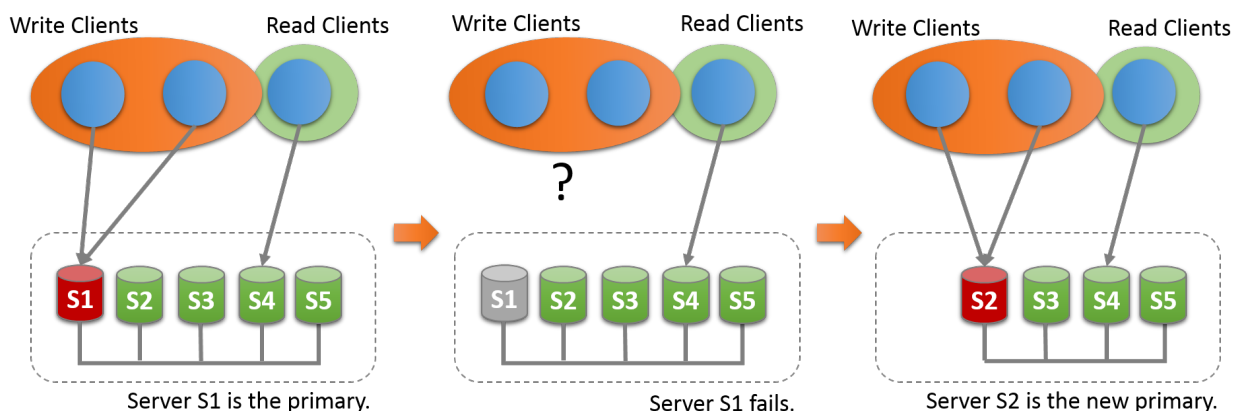 Write Clients
Read Clients
S1
S2
S3
S4
S5
Server S1 is the primary.
Write Clients
Read Clients
?
S1
S2
S3
S4
S5
Server S1 fails.
Write Clients
Read Clients
S2
S3
S4
S5
Server S2 is the new primary.